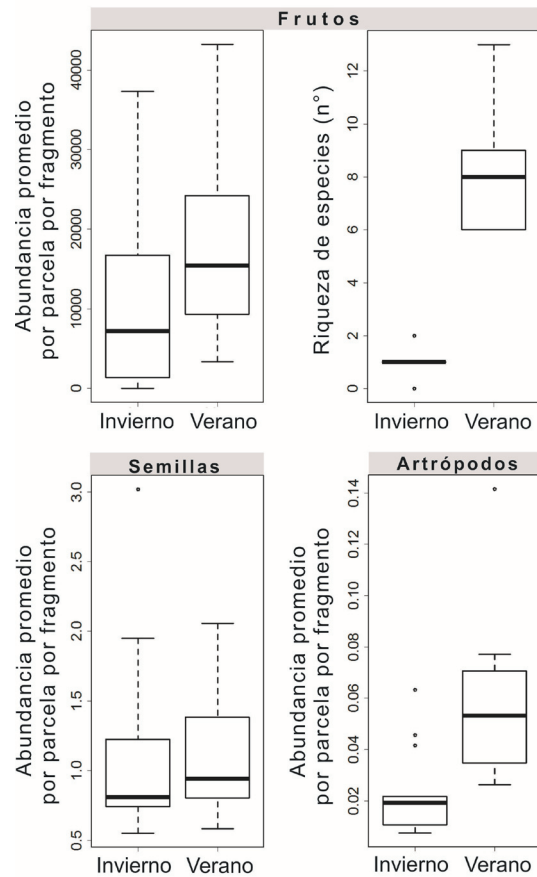 Frutos
Abundancia promedio
por parcela por fragmento
40000
30000
20000
10000
0
Invierno Verano
Riqueza de especies (n°)
12
10
8
6
4
2
0
Invierno Verano
Semillas
Abundancia promedio
por parcela por fragmento
3.0
2.5
2.0
1.5
1.0
0.5
Invierno Verano
Artrópodos
Abundancia promedio
por parcela por fragmento
0.14
0.12
0.10
0.08
0.06
0.04
0.02
Invierno Verano